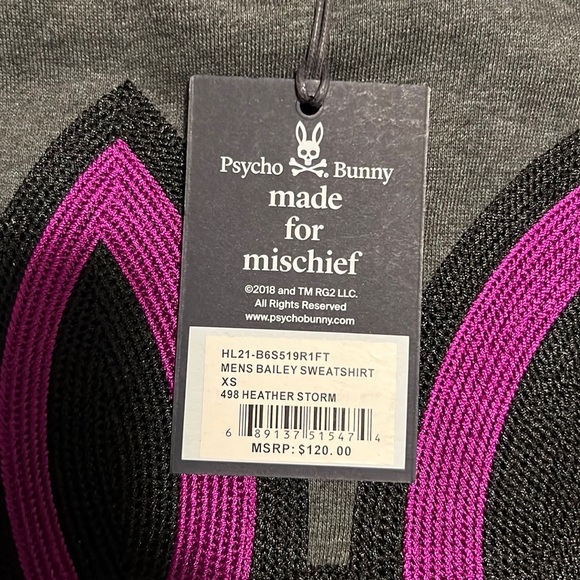 Psycho Bunny
made
for
mischief
©2018 and TM RG2 LLC.
All Rights Reserved
www.psychobunny.com
HL21-B6S519R1FT
MENS BAILEY SWEATSHIRT
XS
498 HEATHER STORM
6 89137 51547 4
MSRP: $120.00